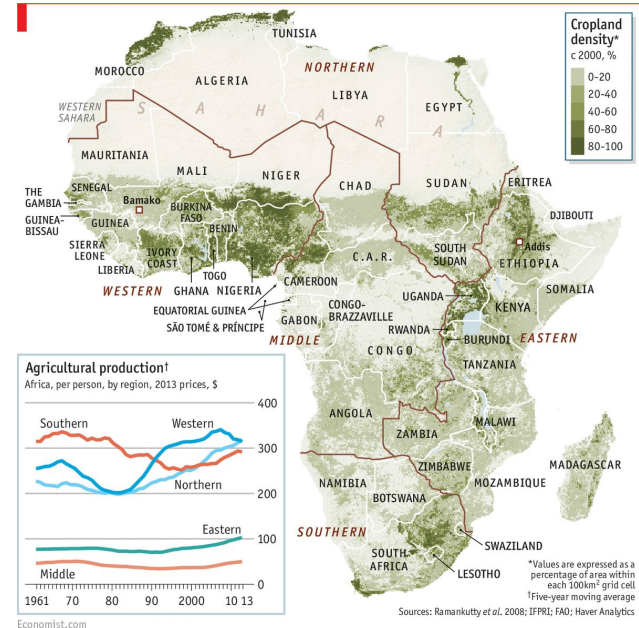 Cropland
density*
c 2000, %
0-20
20-40
40-60
60-80
80-100
TUNISIA
MOROCCO
NORTHERN
ALGERIA
LIBYA
EGYPT
WESTERN
SAHARA
S A H A R A
MAURITANIA
MALI
NIGER
CHAD
SUDAN
ERITREA
THE
GAMBIA
SENEGAL
Bamako
BURKINA
FASO
DJIBOUTI
GUINEA-
BISSAU
GUINEA
BENIN
SIERRA
LEONE
IVORY
COAST
C.A.R.
SOUTH
SUDAN
Addis
ETHIOPIA
LIBERIA
TOGO
GHANA
NIGERIA
CAMEROON
SOMALIA
WESTERN
EQUATORIAL GUINEA
SÃO TOMÉ & PRÍNCIPE
GABON
CONGO-
BRAZZAVILLE
UGANDA
KENYA
MIDDLE
RWANDA
BURUNDI
EASTERN
CONGO
TANZANIA
ANGOLA
ZAMBIA
MALAWI
ZIMBABWE
MOZAMBIQUE
MADAGASCAR
NAMIBIA
BOTSWANA
SOUTHERN
SOUTH
AFRICA
SWAZILAND
LESOTHO
Agricultural production†
Africa, per person, by region, 2013 prices, $
400
Southern
Western
300
Northern
200
Eastern
100
Middle
0
1961 70 80 90 2000 10 13
*Values are expressed as a
percentage of area within
each 100km² grid cell
†Five-year moving average
Sources: Ramankutty et al. 2008; IFPRI; FAO; Haver Analytics
Economist.com